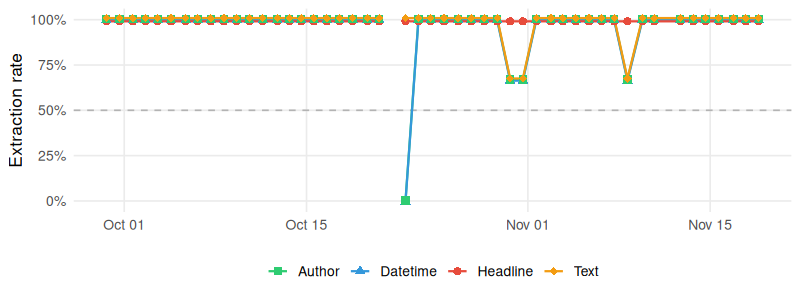 100%
75%
50%
25%
0%
Extraction rate
Oct 01 Oct 15 Nov 01 Nov 15
Author Datetime Headline Text